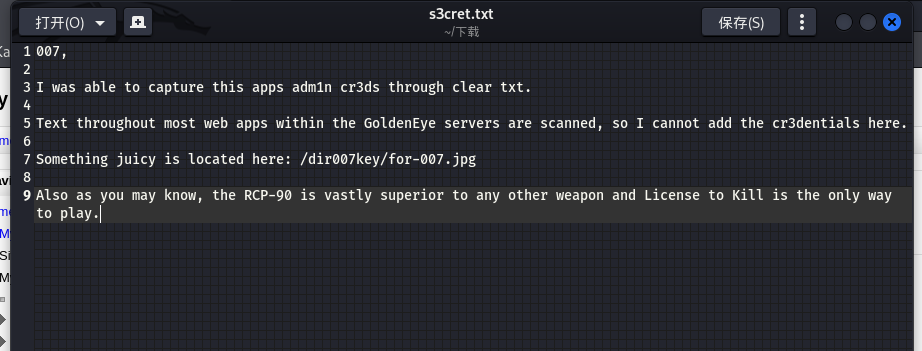 打开(O)
s3cret.txt
~/下载
保存(S)
1 007,
2
3 I was able to capture this apps adm1n cr3ds through clear txt.
4
5 Text throughout most web apps within the GoldenEye servers are scanned, so I cannot add the cr3dentials here.
6
7 Something juicy is located here: /dir007key/for-007.jpg
8
9 Also as you may know, the RCP-90 is vastly superior to any other weapon and License to Kill is the only way
to play.